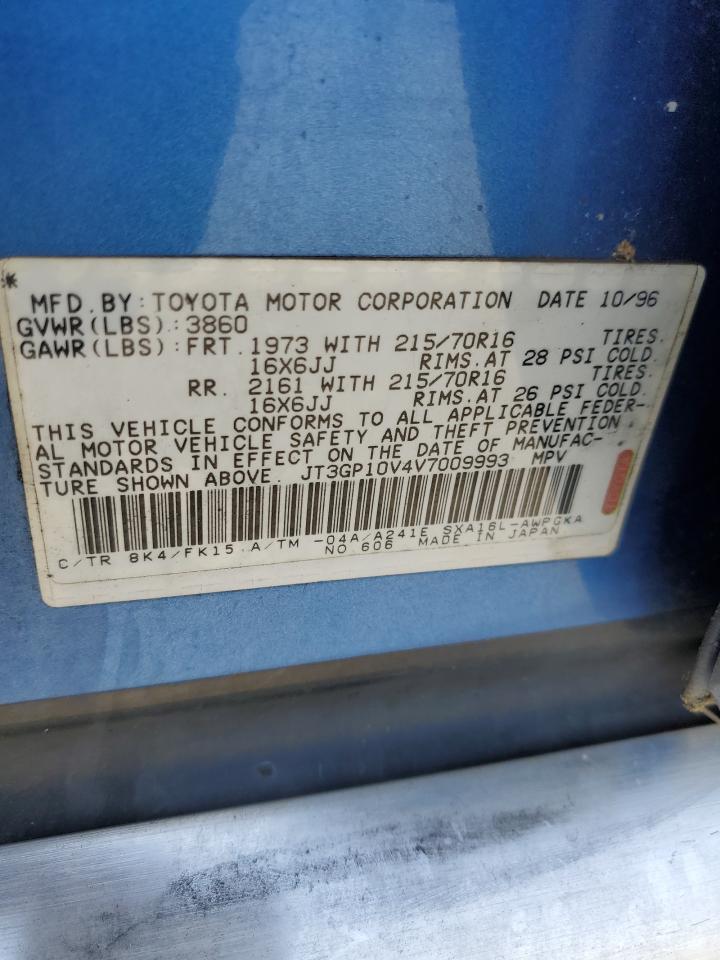 *
MFD. BY: TOYOTA MOTOR CORPORATION DATE 10/96
GVWR(LBS): 3860
GAWR(LBS): FRT. 1973 WITH 215/70R16 TIRES.
16X6JJ RIMS. AT 28 PSI COLD.
RR. 2161 WITH 215/70R16 TIRES.
16X6JJ RIMS. AT 26 PSI COLD.
THIS VEHICLE CONFORMS TO ALL APPLICABLE FEDER-
AL MOTOR VEHICLE SAFETY AND THEFT PREVENTION
STANDARDS IN EFFECT ON THE DATE OF MANUFAC-
TURE SHOWN ABOVE. JT3GP10V4V7009993 MPV
C/TR 8K4/FK15 A/TM -04A/A241E SXA16L-AWPGKA
NO. 606 MADE IN JAPAN